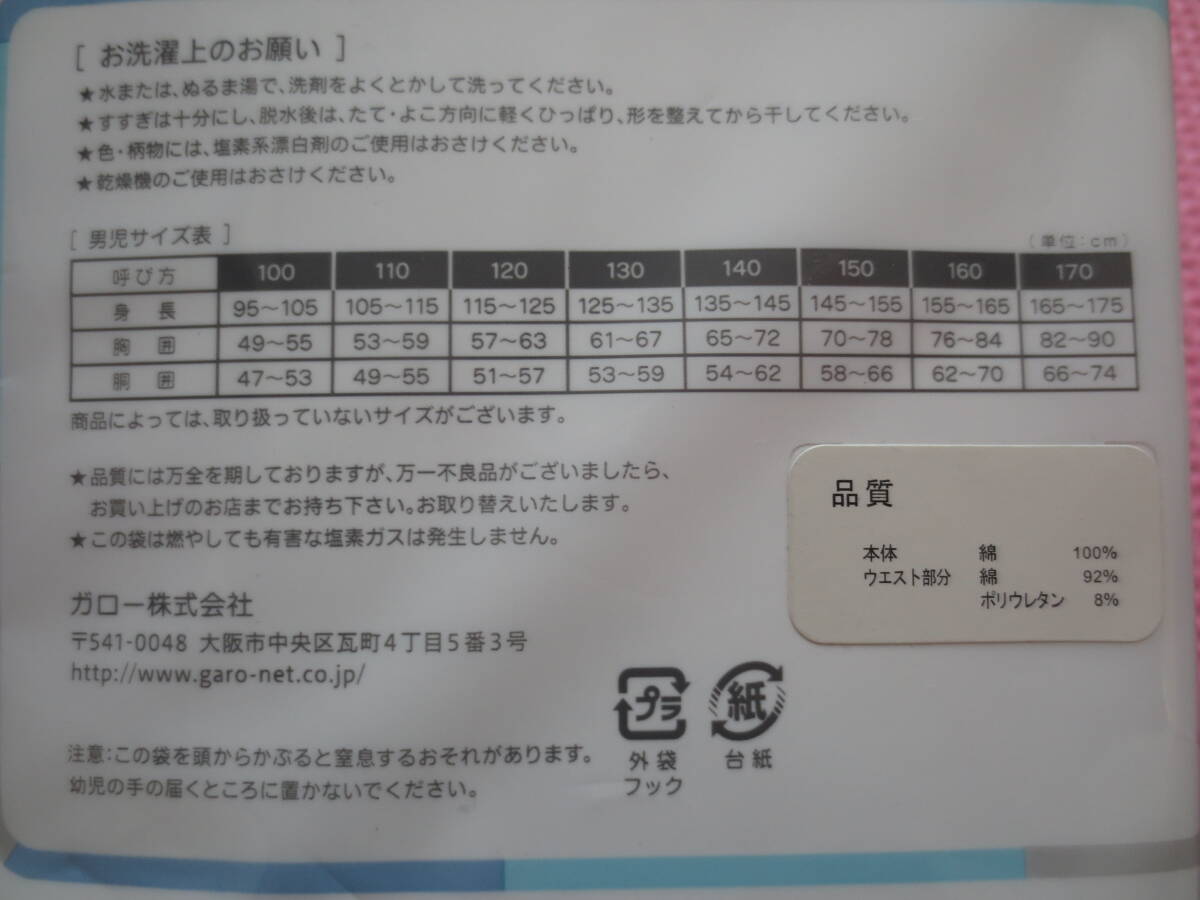 [ お洗濯上のお願い ]
★水または、ぬるま湯で、洗剤をよくとかして洗ってください。
★すすぎは十分にし、脱水後は、たて・よこ方向に軽くひっぱり、形を整えてから干してください。
★色・柄物には、塩素系漂白剤のご使用はおさけください。
★乾燥機のご使用はおさけください。
[ 男児サイズ表 ]
(単位:cm)
呼び方 100 110 120 130 140 150 160 170
身長 95〜105 105〜115 115〜125 125〜135 135〜145 145〜155 155〜165 165〜175
胸囲 49〜55 53〜59 57〜63 61〜67 65〜72 70〜78 76〜84 82〜90
胴囲 47〜53 49〜55 51〜57 53〜59 54〜62 58〜66 62〜70 66〜74
商品によっては、取り扱っていないサイズがございます。
★品質には万全を期しておりますが、万一不良品がございましたら、
お買い上げのお店までお持ち下さい。お取り替えいたします。
★この袋は燃やしても有害な塩素ガスは発生しません。
品質
本体 綿 100%
ウエスト部分 綿 92%
ポリウレタン 8%
ガロー株式会社
〒541-0048 大阪市中央区瓦町4丁目5番3号
http://www.garo-net.co.jp/
プラ 紙
外袋 台紙
フック
注意:この袋を頭からかぶると窒息するおそれがあります。
幼児の手の届くところに置かないでください。